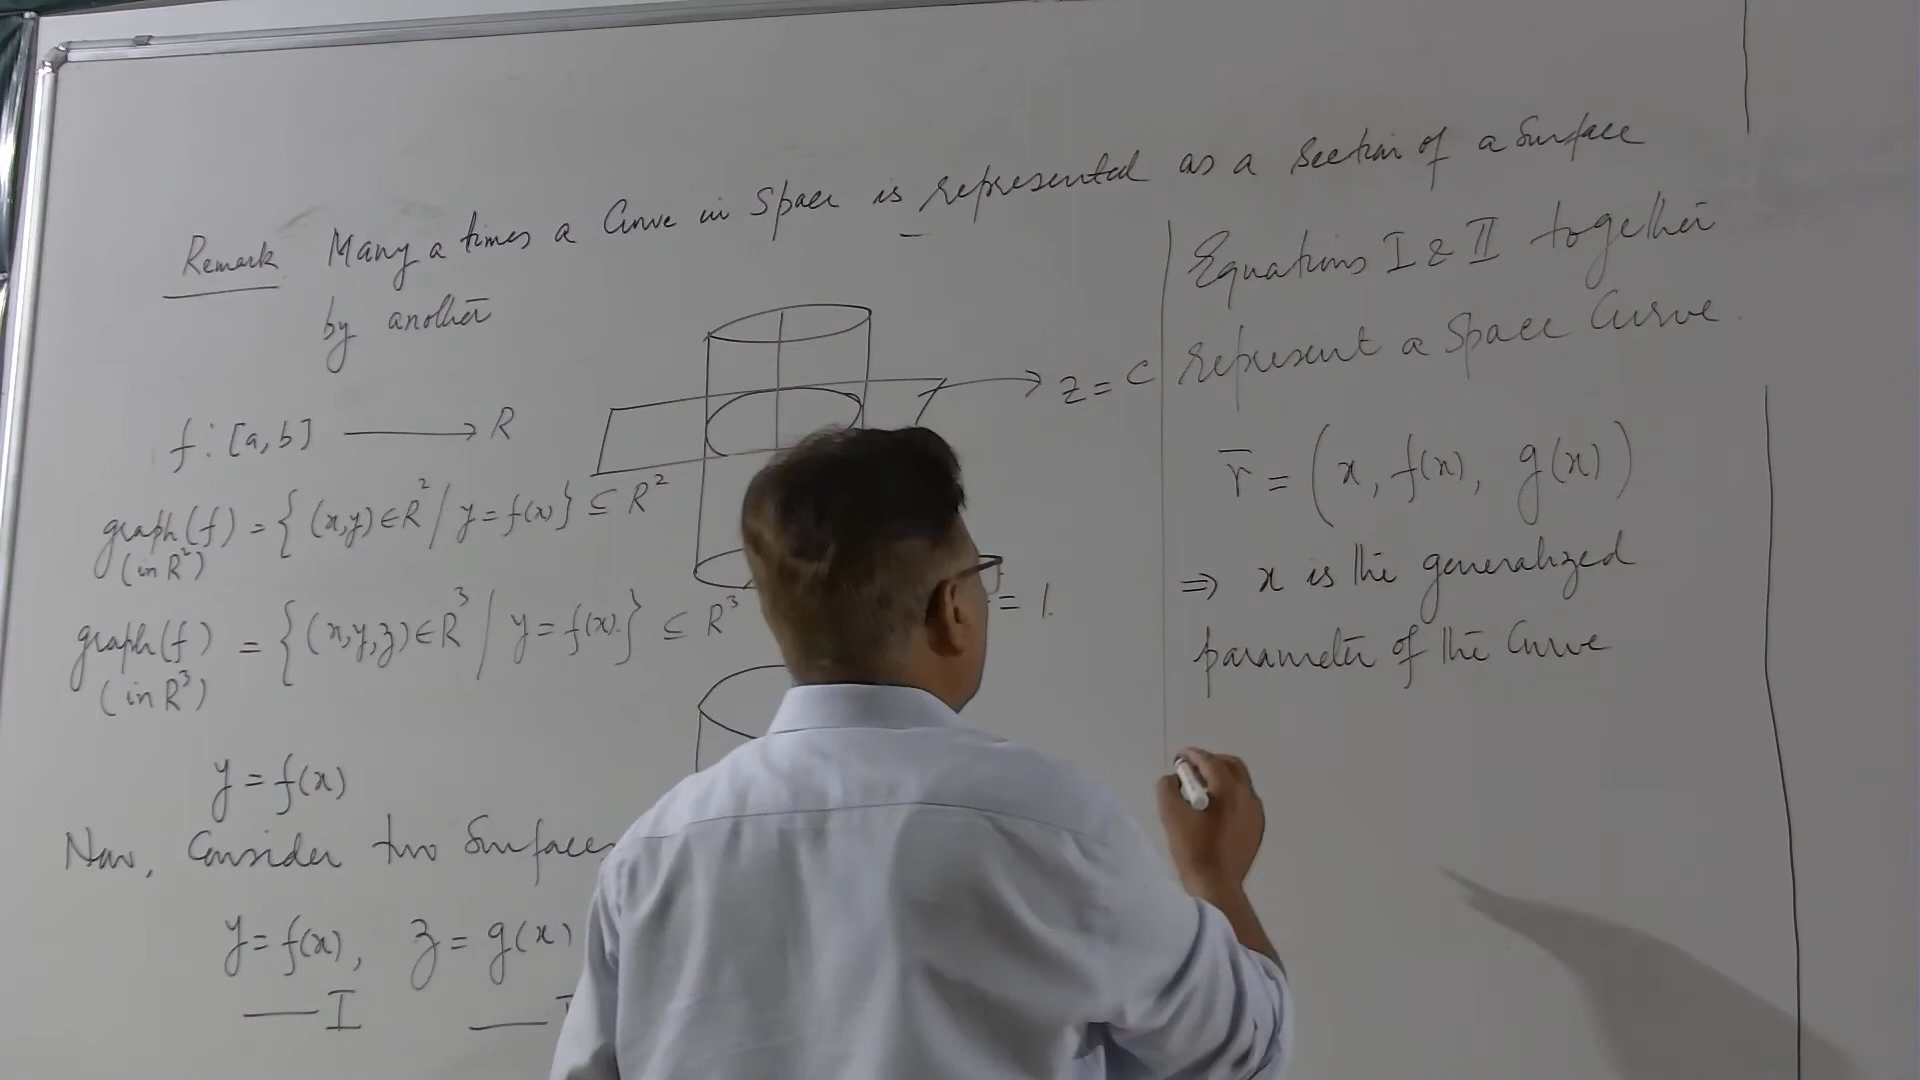 Remark Many a times a Curve in Space is represented as a section of a Surface
by another
f : [a, b] ⟶ R
graph(f) = { (x,y) ∈ R² / y = f(x) } ⊆ R²
(in R²)
graph(f) = { (x,y,z) ∈ R³ / y = f(x). } ⊆ R³
(in R³)
y = f(x)
Now, Consider two Surfaces
y = f(x), z = g(x)
— I —
z = c
= 1.
Equations I & II together
represent a Space Curve.
r̄ = (x, f(x), g(x))
⇒ x is the generalized
parameter of the Curve